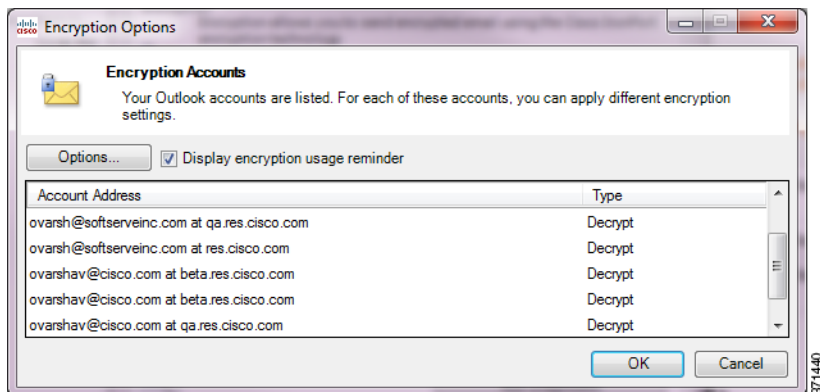 cisco Encryption Options
Encryption Accounts
Your Outlook accounts are listed. For each of these accounts, you can apply different encryption
settings.
Options... Display encryption usage reminder
Account Address Type
ovarsh@softserveinc.com at qa.res.cisco.com Decrypt
ovarsh@softserveinc.com at res.cisco.com Decrypt
ovarshav@cisco.com at beta.res.cisco.com Decrypt
ovarshav@cisco.com at beta.res.cisco.com Decrypt
ovarshav@cisco.com at qa.res.cisco.com Decrypt
OK Cancel
371440